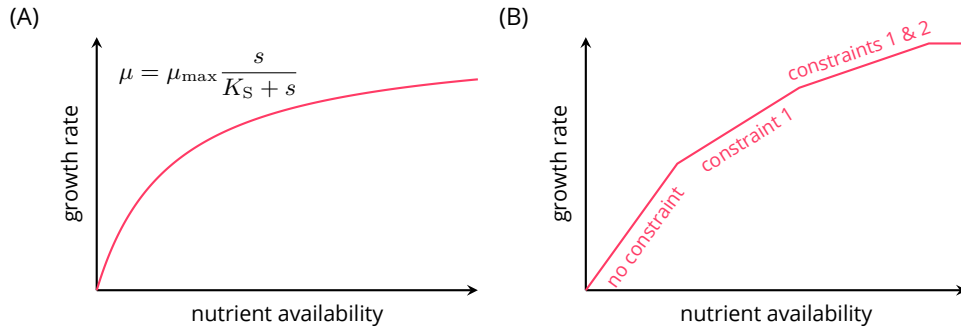 (A)
μ = μmax s / (KS + s)
growth rate
nutrient availability
(B)
growth rate
no constraint
constraint 1
constraints 1 & 2
nutrient availability